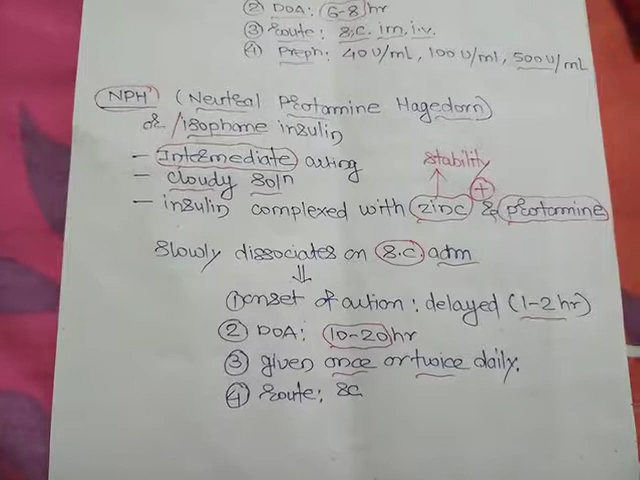 ② DOA: 6-8 hr
③ Route: s.c. im, i.v.
④ Prepn: 40 U/mL, 100 U/ml, 500 U/mL
NPH (Neutral Protamine Hagedorn)
or /isophane insulin
stability
- Intermediate acting
- cloudy soln
+
- insulin complexed with zinc & protamine
slowly dissociates on s.c adm
⇓
① onset of action: delayed (1-2 hr)
② DOA: 10-20 hr
③ given once or twice daily.
④ route: sc